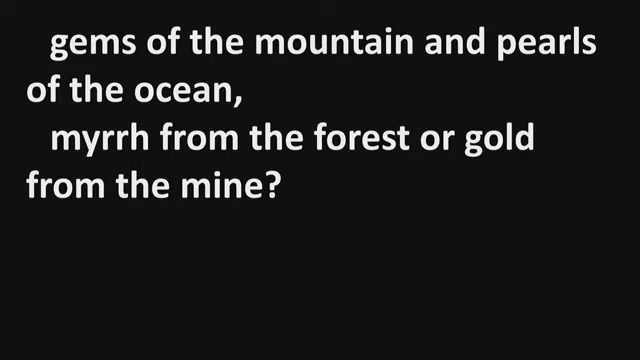 gems of the mountain and pearls
of the ocean,
myrrh from the forest or gold
from the mine?